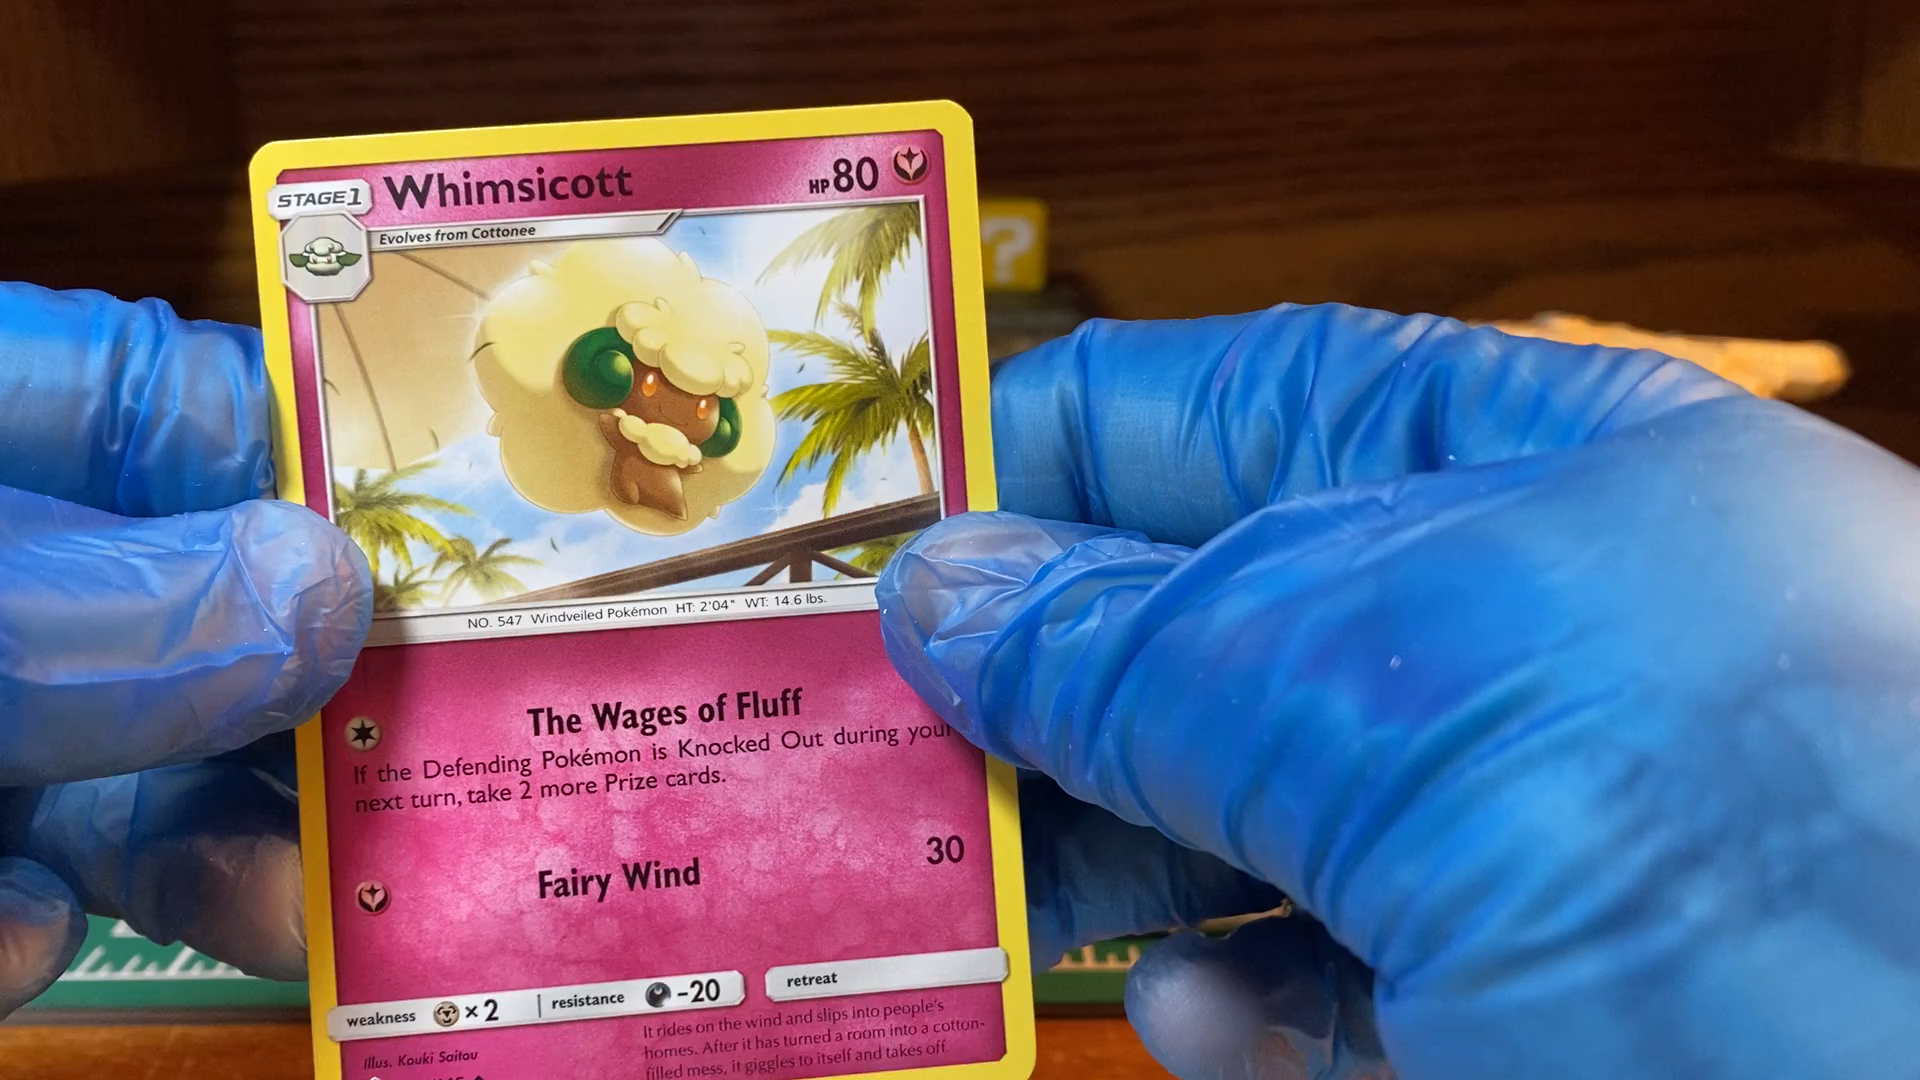 STAGE1 Whimsicott HP 80
Evolves from Cottonee
?
NO. 547 Windveiled Pokémon HT: 2'04" WT: 14.6 lbs.
The Wages of Fluff
If the Defending Pokémon is Knocked Out during your
next turn, take 2 more Prize cards.
Fairy Wind 30
weakness ×2 resistance -20 retreat
It rides on the wind and slips into people's
homes. After it has turned a room into a cotton-
filled mess, it giggles to itself and takes off.
Illus. Kouki Saitou